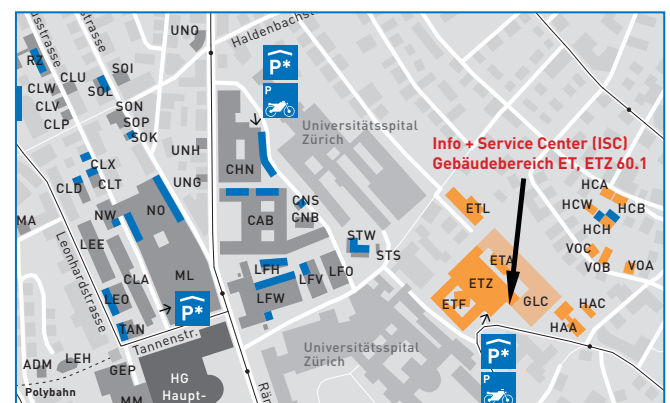 UNO
Haldenbachs
RZ
CLU
SOI
CLW
SOL
CLV
SON
CLP
SOP
SOK
P*
P
Universitätsspital
Zürich
Info + Service Center (ISC)
Gebäudebereich ET, ETZ 60.1
UNH
UNG
CHN
CLX
CLD
CLT
NW
NO
MA
LEE
Leonhardstrasse
CLA
ML
LEO
TAN
P*
Tannenstr.
CNS
CNB
CAB
STW
STS
LFH
LFV
LFO
LFW
ETL
ETA
ETZ
ETF
GLC
HCA
HCW
HCB
HCH
VOC
VOB
VOA
HAC
HAA
Universitätsspital
Zürich
P*
P
ADM
LEH
GEP
Polybahn
MM
HG
Haupt-
Rä